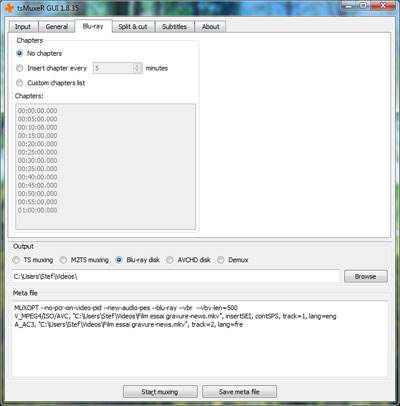 tsMuxeR GUI 1.8.35
Input General Blu-ray Split & cut Subtitles About
Chapters
No chapters
Insert chapter every 5 minutes
Custom chapters list
Chapters:
00:00:00.000
00:05:00.000
00:10:00.000
00:15:00.000
00:20:00.000
00:25:00.000
00:30:00.000
00:35:00.000
00:40:00.000
00:45:00.000
00:50:00.000
00:55:00.000
01:00:00.000
Output
TS muxing M2TS muxing Blu-ray disk AVCHD disk Demux
C:\Users\Stef\Videos\ Browse
Meta file
MUXOPT --no-pcr-on-video-pid --new-audio-pes --blu-ray --vbr --vbv-len=500
V_MPEG4/ISO/AVC, "C:\Users\Stef\Videos\Film essai gravure-news.mkv", insertSEI, contSPS, track=1, lang=eng
A_AC3, "C:\Users\Stef\Videos\Film essai gravure-news.mkv", track=2, lang=fre
Start muxing Save meta file